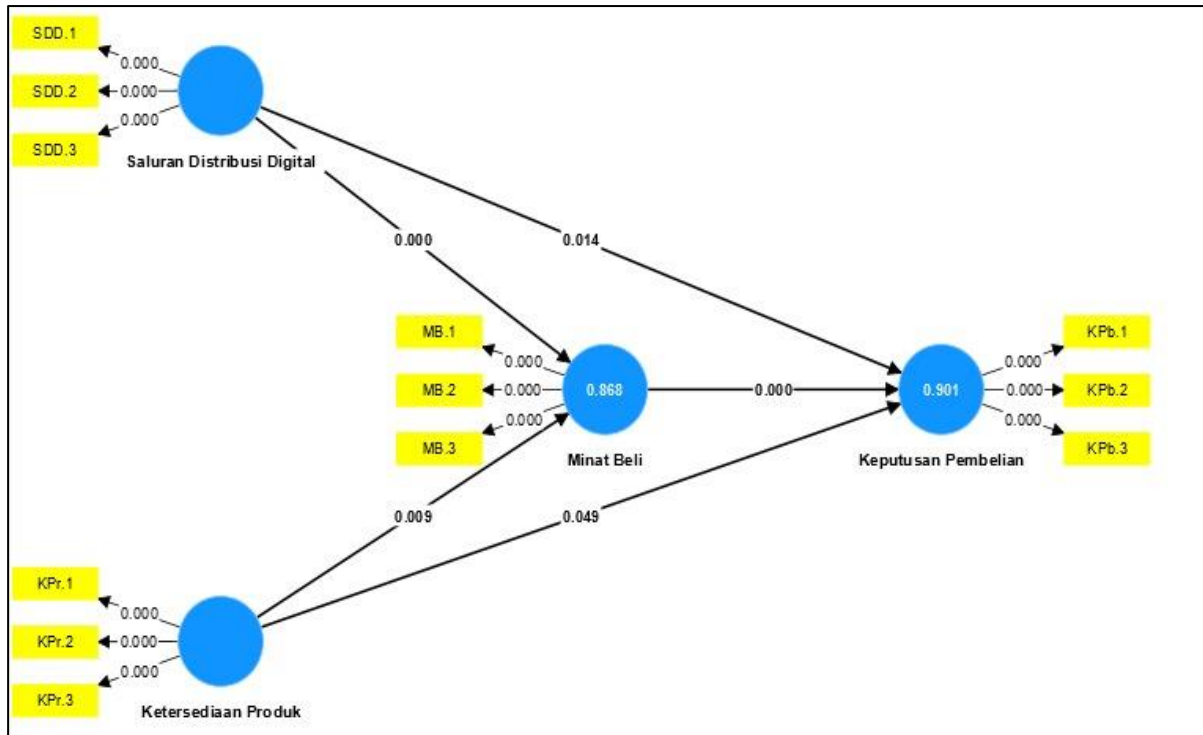 SDD.1
0.000
SDD.2
0.000
SDD.3
0.000
Saluran Distribusi Digital
0.000
0.014
MB.1
0.000
MB.2
0.000
MB.3
0.000
0.868
Minat Beli
0.000
0.901
Keputusan Pembelian
KPb.1
0.000
KPb.2
0.000
KPb.3
0.000
0.009
0.049
KPr.1
0.000
KPr.2
0.000
KPr.3
0.000
Ketersediaan Produk